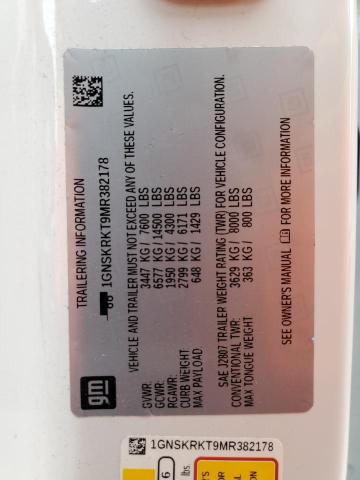 TRAILERING INFORMATION
1GNSKRKT9MR382178
VEHICLE AND TRAILER MUST NOT EXCEED ANY OF THESE VALUES.
GVWR: 3447 KG/ 7600 LBS
GCWR: 6577 KG/ 14500 LBS
RGAWR: 1950 KG/ 4300 LBS
CURB WEIGHT 2799 KG/ 6171 LBS
MAX PAYLOAD 648 KG/ 1429 LBS
SAE J2807 TRAILER WEIGHT RATING (TWR) FOR VEHICLE CONFIGURATION.
CONVENTIONAL TWR: 3629 KG/ 8000 LBS
MAX TONGUE WEIGHT 363 KG/ 800 LBS
SEE OWNER'S MANUAL FOR MORE INFORMATION
gm
1GNSKRKT9MR382178
6
lbs